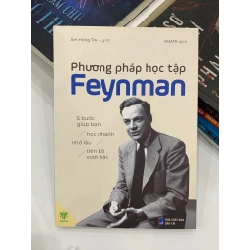 Phương pháp học tập
Feynman
5 bước
giúp bạn
học nhanh
nhớ lâu
tiến bộ
vượt bậc